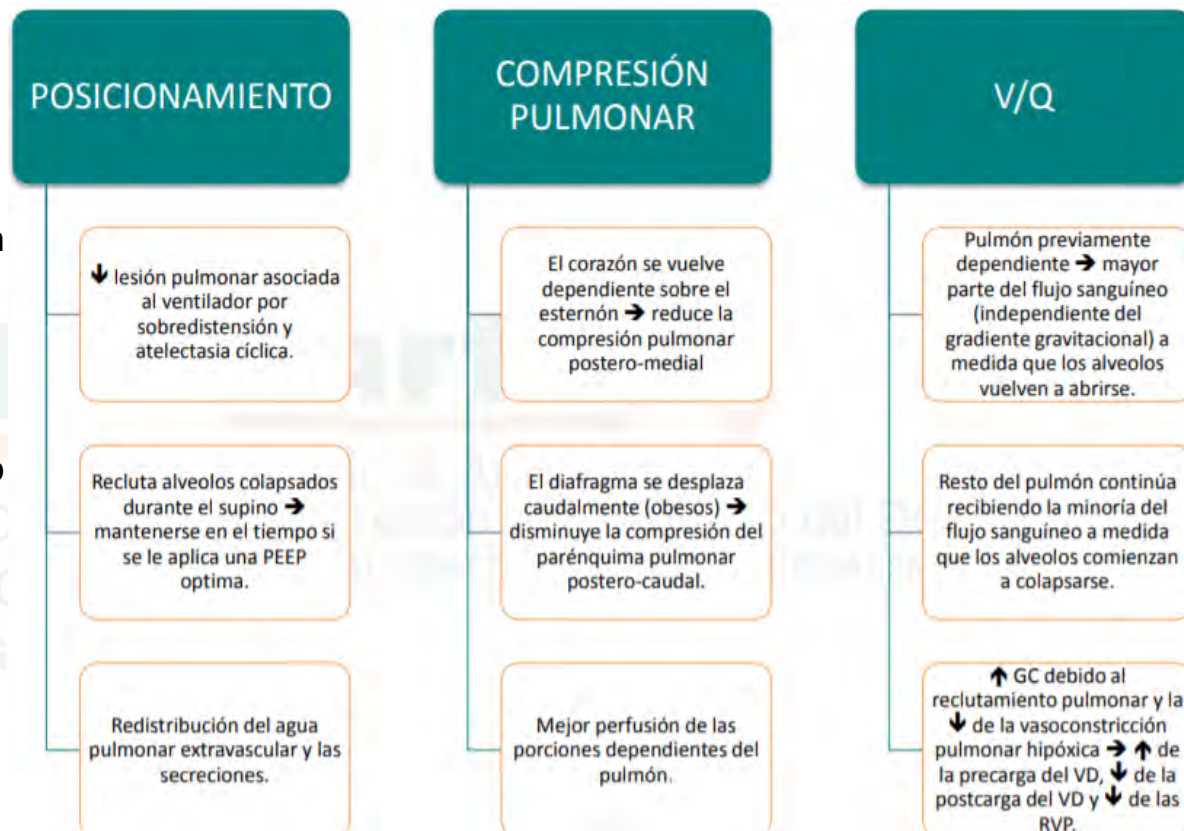 POSICIONAMIENTO
🡻 lesión pulmonar asociada
al ventilador por
sobredistensión y
atelectasia cíclica.
Recluta alveolos colapsados
durante el supino ➔
mantenerse en el tiempo si
se le aplica una PEEP
optima.
Redistribución del agua
pulmonar extravascular y las
secreciones.
COMPRESIÓN
PULMONAR
El corazón se vuelve
dependiente sobre el
esternón ➔ reduce la
compresión pulmonar
postero-medial
El diafragma se desplaza
caudalmente (obesos) ➔
disminuye la compresión del
parénquima pulmonar
postero-caudal.
Mejor perfusión de las
porciones dependientes del
pulmón.
V/Q
Pulmón previamente
dependiente ➔ mayor
parte del flujo sanguíneo
(independiente del
gradiente gravitacional) a
medida que los alveolos
vuelven a abrirse.
Resto del pulmón continúa
recibiendo la minoría del
flujo sanguíneo a medida
que los alveolos comienzan
a colapsarse.
🡹 GC debido al
reclutamiento pulmonar y la
🡻 de la vasoconstricción
pulmonar hipóxica ➔ 🡹 de
la precarga del VD, 🡻 de la
postcarga del VD y 🡻 de las
RVP.